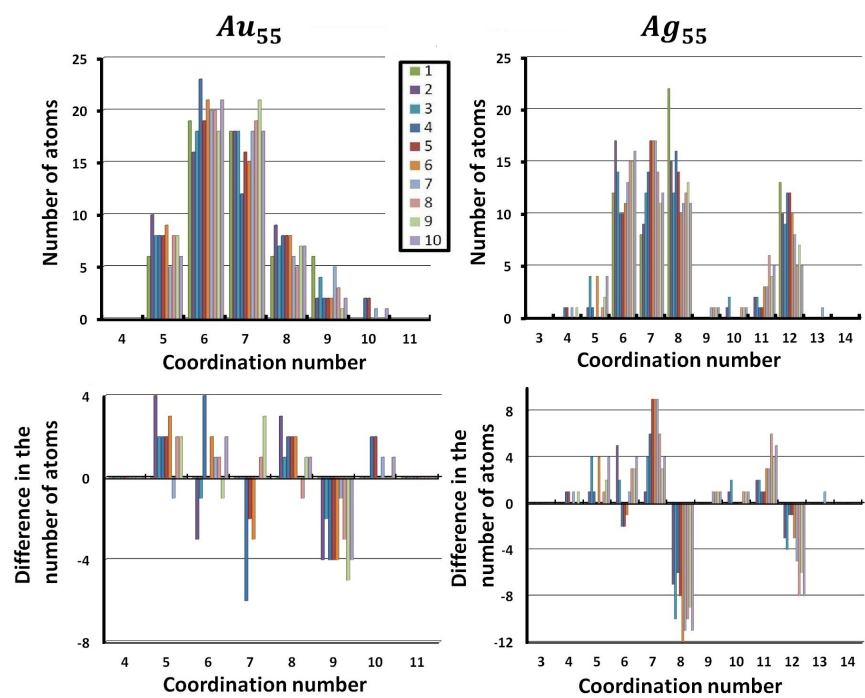 Au55
Ag55
Number of atoms
25
20
15
10
5
0
4 5 6 7 8 9 10 11
Coordination number
1
2
3
4
5
6
7
8
9
10
Number of atoms
25
20
15
10
5
0
3 4 5 6 7 8 9 10 11 12 13 14
Coordination number
Difference in the
number of atoms
4
0
-4
-8
4 5 6 7 8 9 10 11
Coordination number
Difference in the
number of atoms
8
4
0
-4
-8
-12
3 4 5 6 7 8 9 10 11 12 13 14
Coordination number